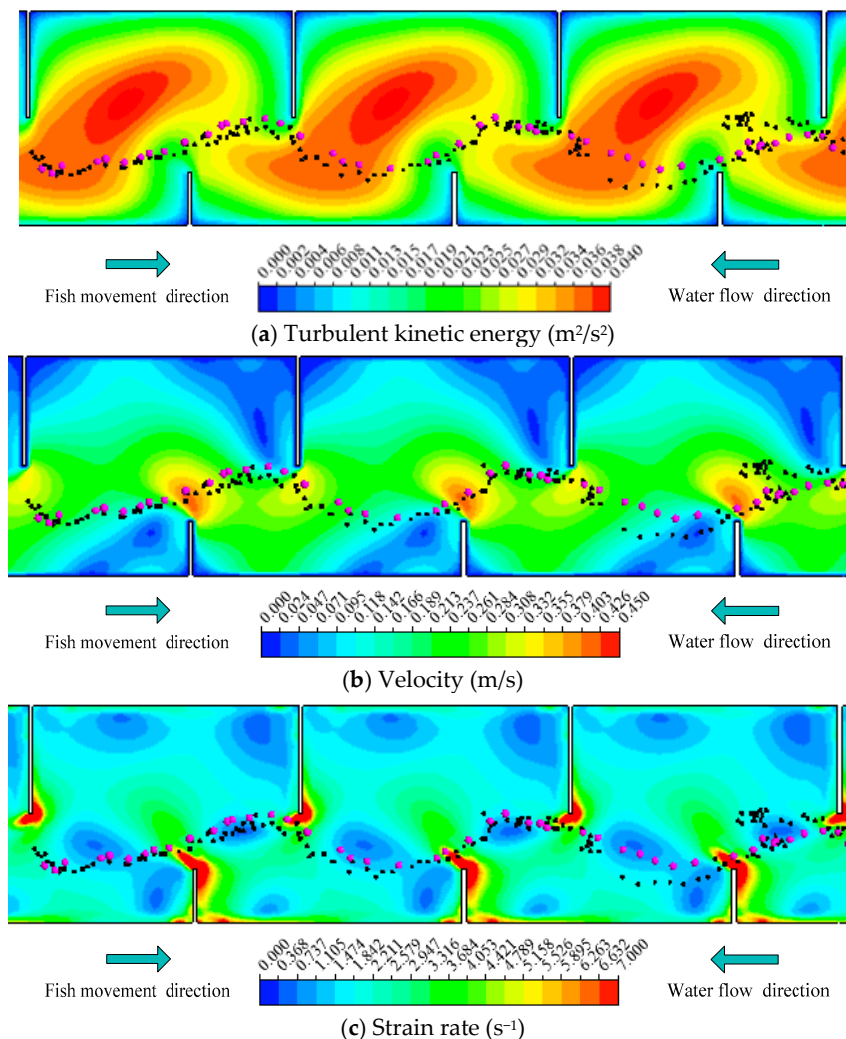 0.000 0.002 0.004 0.006 0.008 0.011 0.013 0.015 0.017 0.019 0.021 0.023 0.025 0.027 0.029 0.032 0.034 0.036 0.038 0.040
Fish movement direction
Water flow direction
(a) Turbulent kinetic energy (m²/s²)
0.000 0.024 0.047 0.071 0.095 0.118 0.142 0.166 0.189 0.213 0.237 0.261 0.284 0.308 0.332 0.355 0.379 0.403 0.426 0.450
Fish movement direction
Water flow direction
(b) Velocity (m/s)
0.000 0.368 0.737 1.105 1.474 1.842 2.511 2.579 2.947 3.316 3.684 4.053 4.421 4.789 5.158 5.526 5.895 6.263 6.632 7.000
Fish movement direction
Water flow direction
(c) Strain rate (s⁻¹)